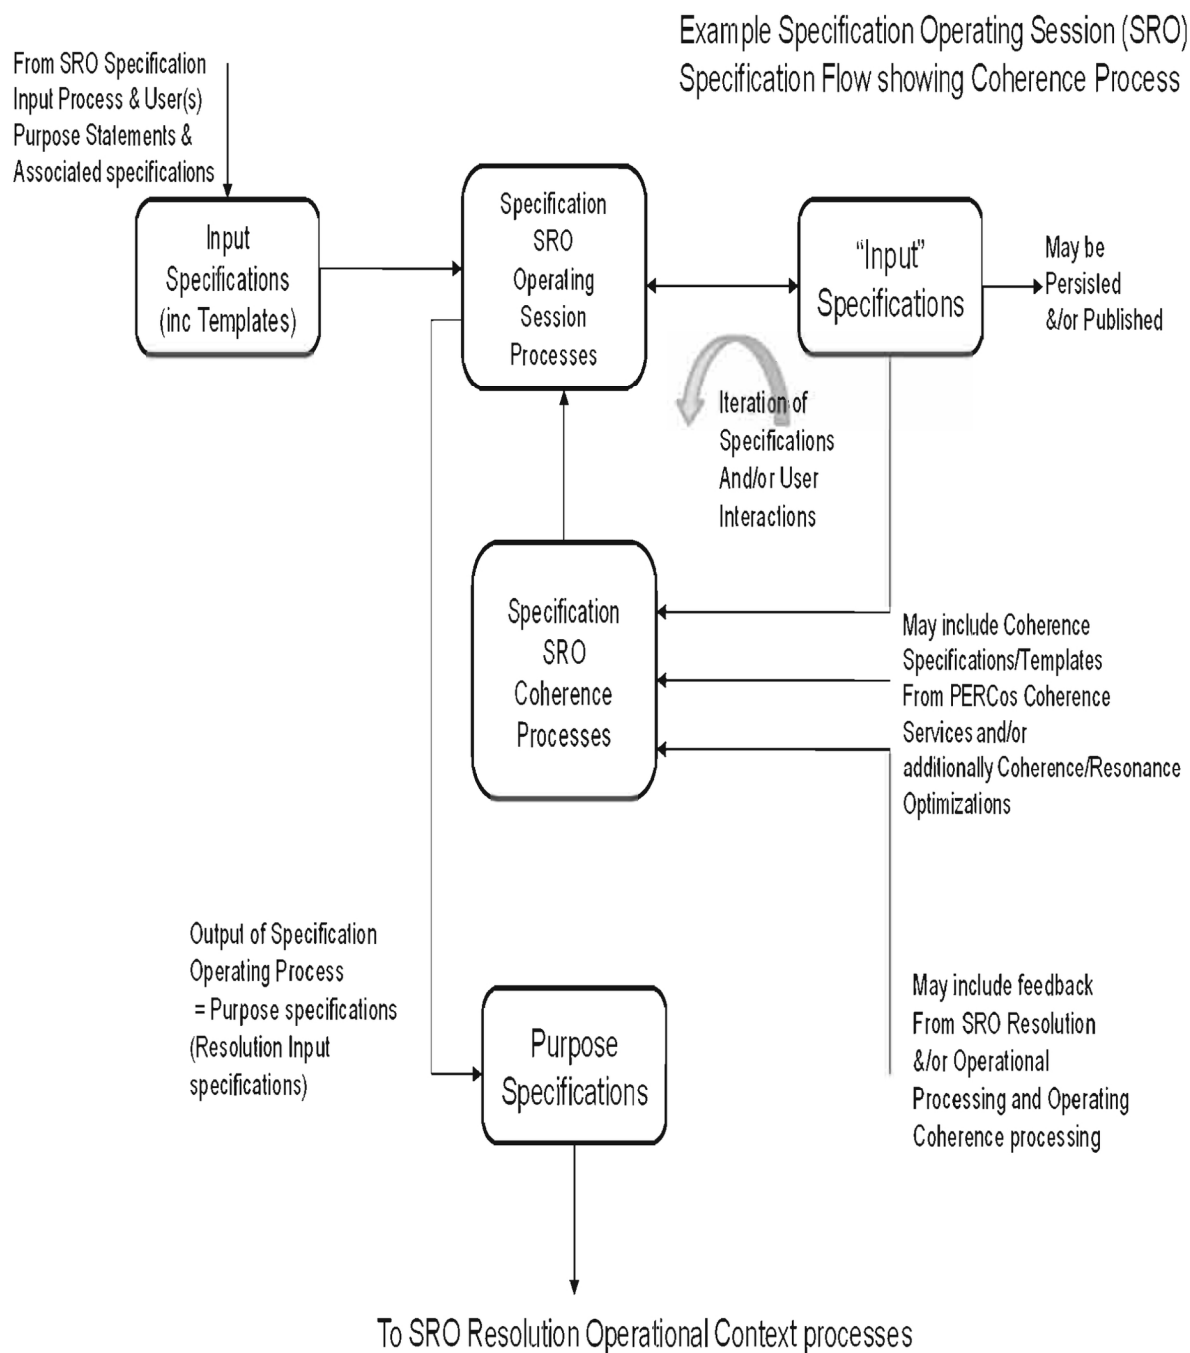 Example Specification Operating Session (SRO)
Specification Flow showing Coherence Process
From SRO Specification
Input Process & User(s)
Purpose Statements &
Associated specifications
Input
Specifications
(inc Templates)
Specification
SRO
Operating
Session
Processes
“Input”
Specifications
May be
Persisted
&/or Published
Iteration of
Specifications
And/or User
Interactions
Specification
SRO
Coherence
Processes
May include Coherence
Specifications/Templates
From PERCos Coherence
Services and/or
additionally Coherence/Resonance
Optimizations
Output of Specification
Operating Process
= Purpose specifications
(Resolution Input
specifications)
Purpose
Specifications
May include feedback
From SRO Resolution
&/or Operational
Processing and Operating
Coherence processing
To SRO Resolution Operational Context processes